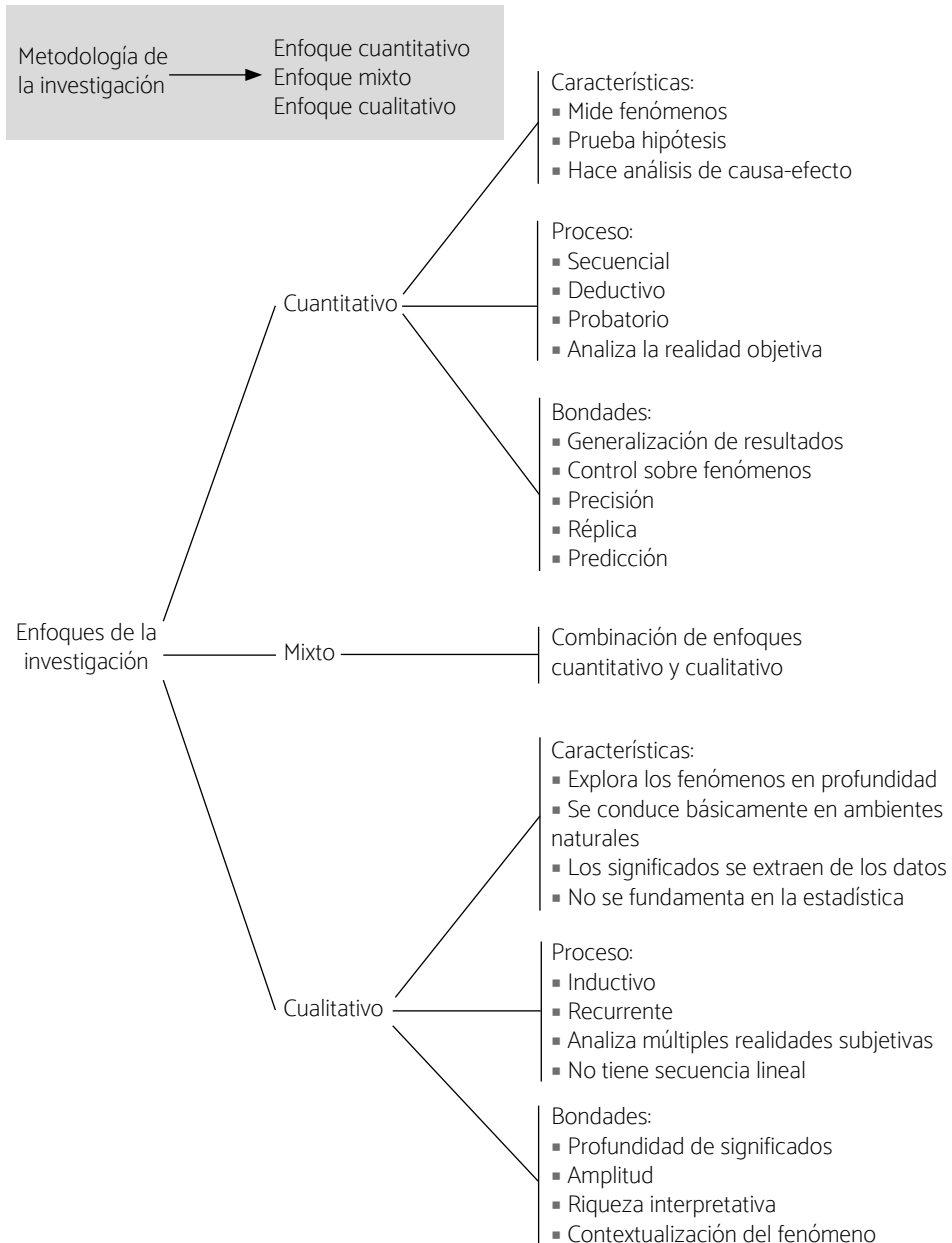 Metodología de
la investigación
Enfoque cuantitativo
Enfoque mixto
Enfoque cualitativo
Características:
▪ Mide fenómenos
▪ Prueba hipótesis
▪ Hace análisis de causa-efecto
Proceso:
▪ Secuencial
▪ Deductivo
▪ Probatorio
▪ Analiza la realidad objetiva
Cuantitativo
Bondades:
▪ Generalización de resultados
▪ Control sobre fenómenos
▪ Precisión
▪ Réplica
▪ Predicción
Enfoques de la
investigación
Mixto
Combinación de enfoques
cuantitativo y cualitativo
Características:
▪ Explora los fenómenos en profundidad
▪ Se conduce básicamente en ambientes
naturales
▪ Los significados se extraen de los datos
▪ No se fundamenta en la estadística
Cualitativo
Proceso:
▪ Inductivo
▪ Recurrente
▪ Analiza múltiples realidades subjetivas
▪ No tiene secuencia lineal
Bondades:
▪ Profundidad de significados
▪ Amplitud
▪ Riqueza interpretativa
▪ Contextualización del fenómeno